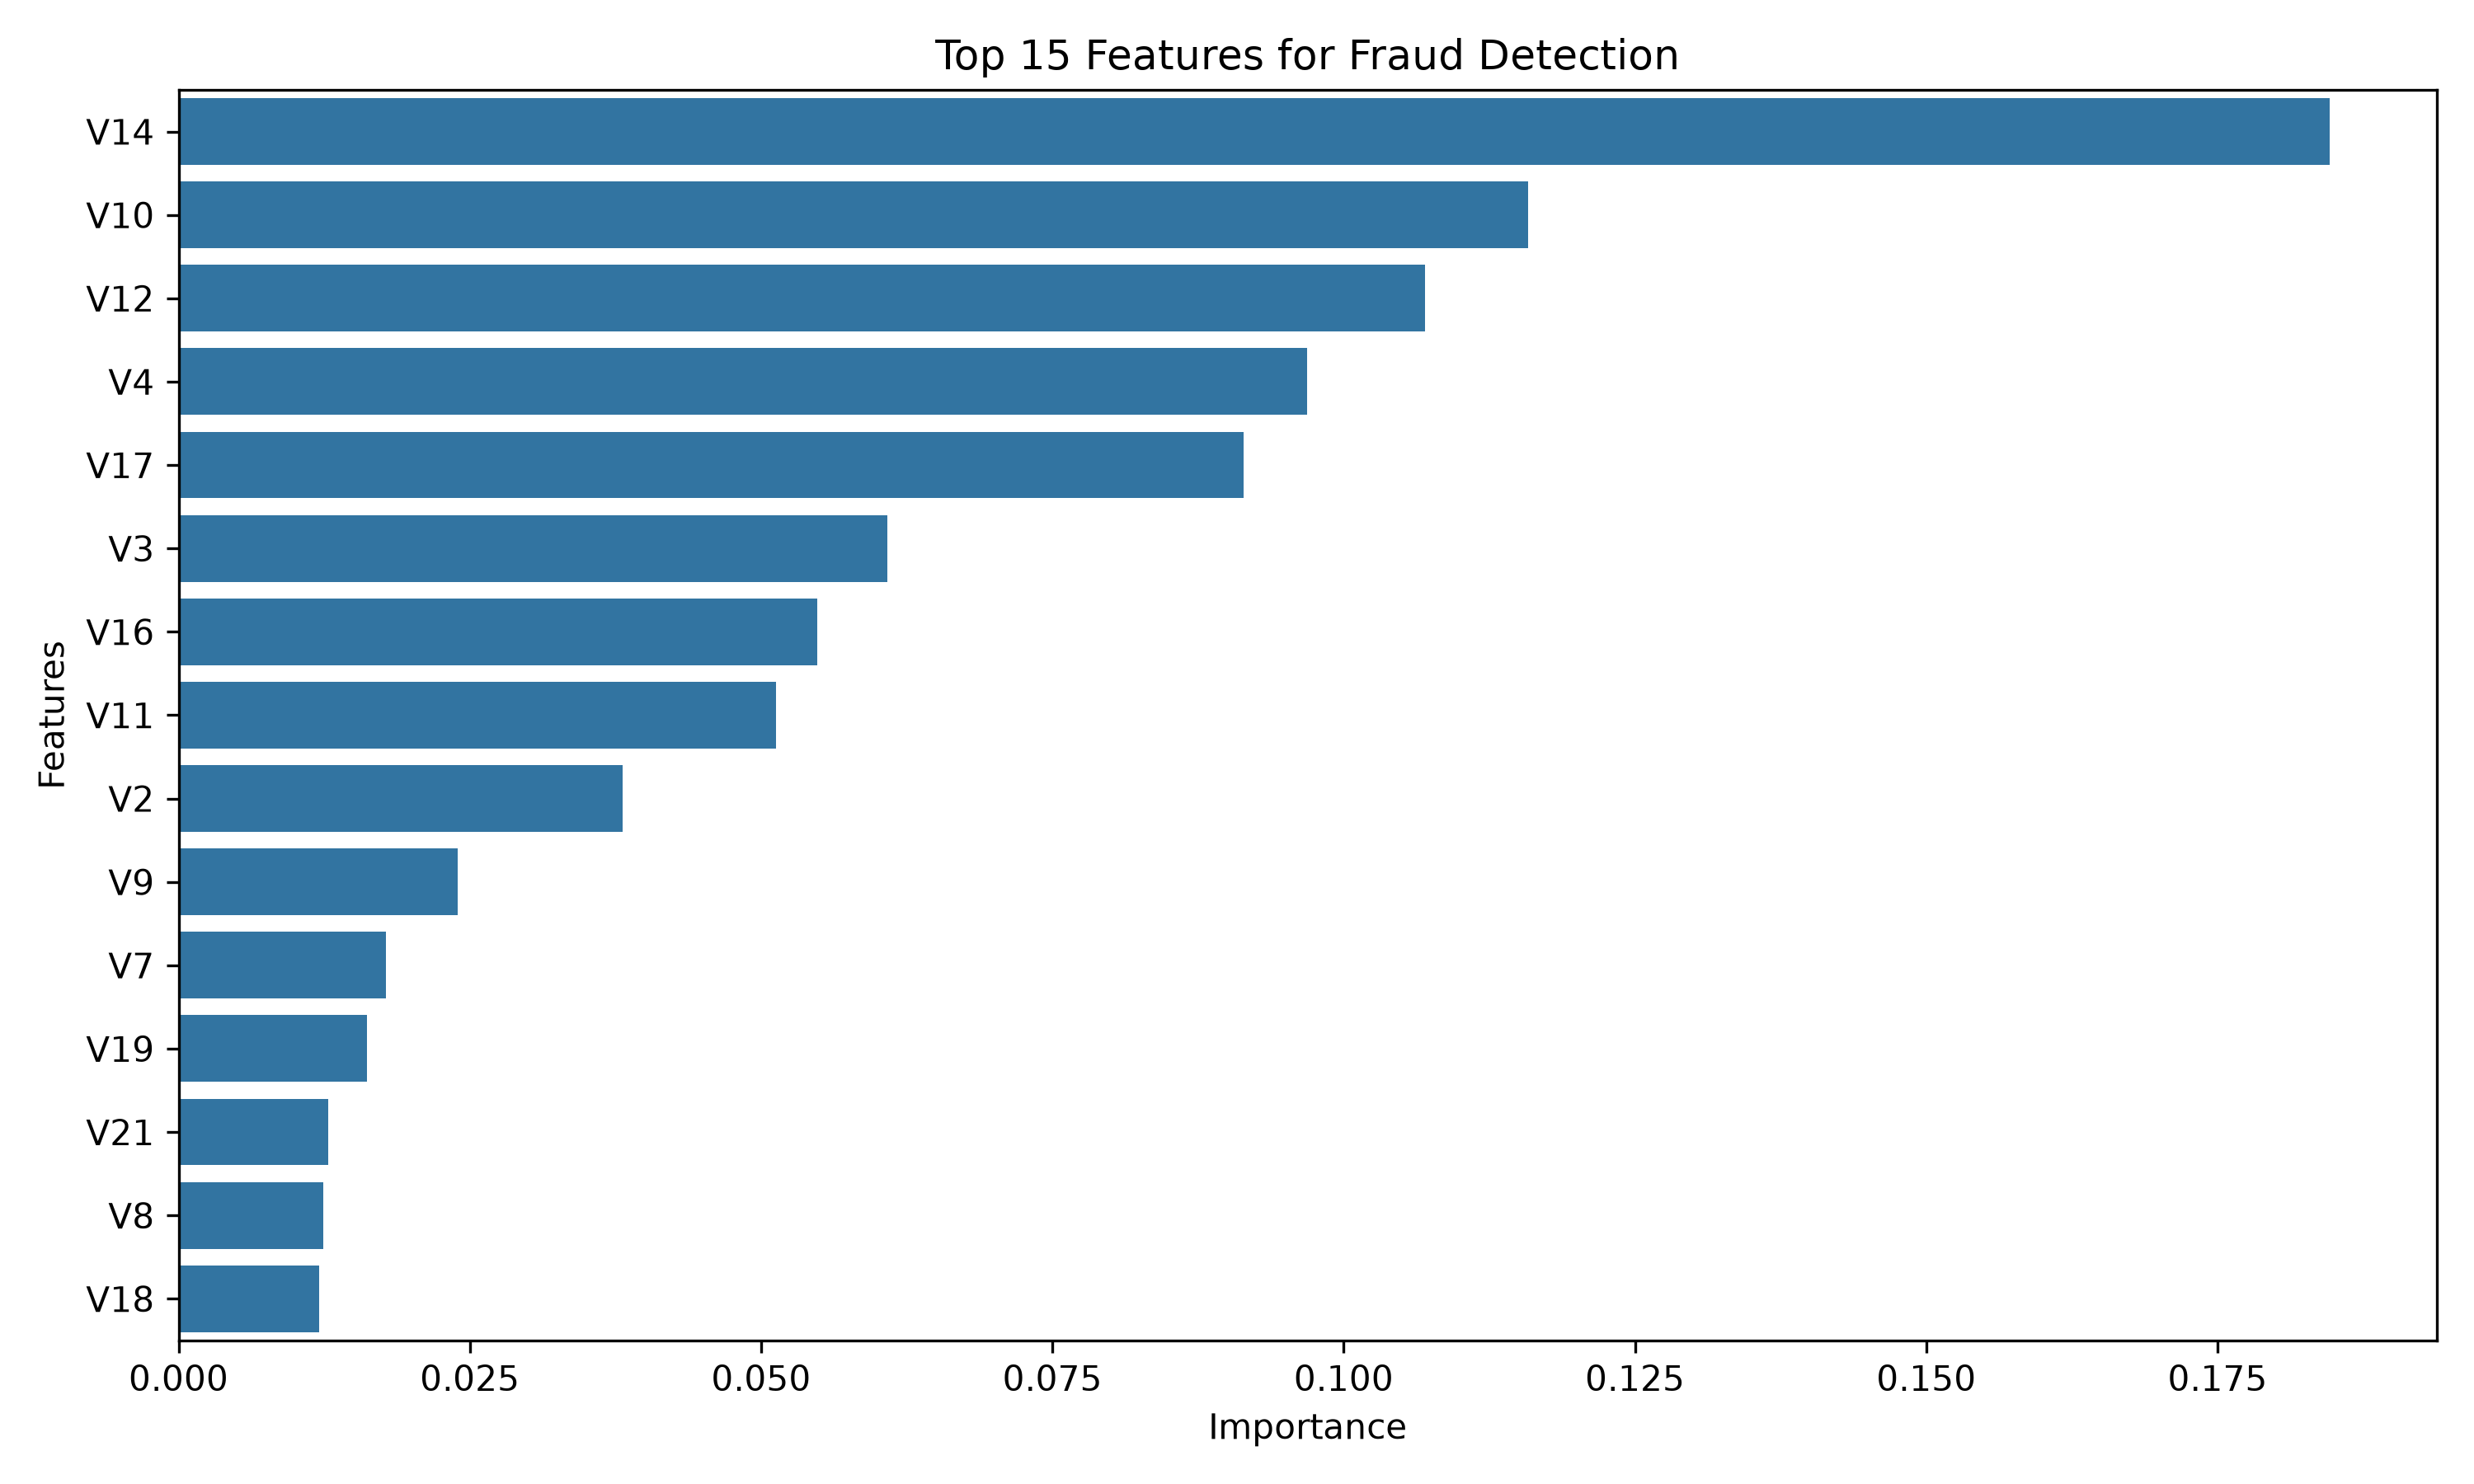 Top 15 Features for Fraud Detection
V14
V10
V12
V4
V17
V3
V16
V11
V2
V9
V7
V19
V21
V8
V18
Features
0.000 0.025 0.050 0.075 0.100 0.125 0.150 0.175
Importance